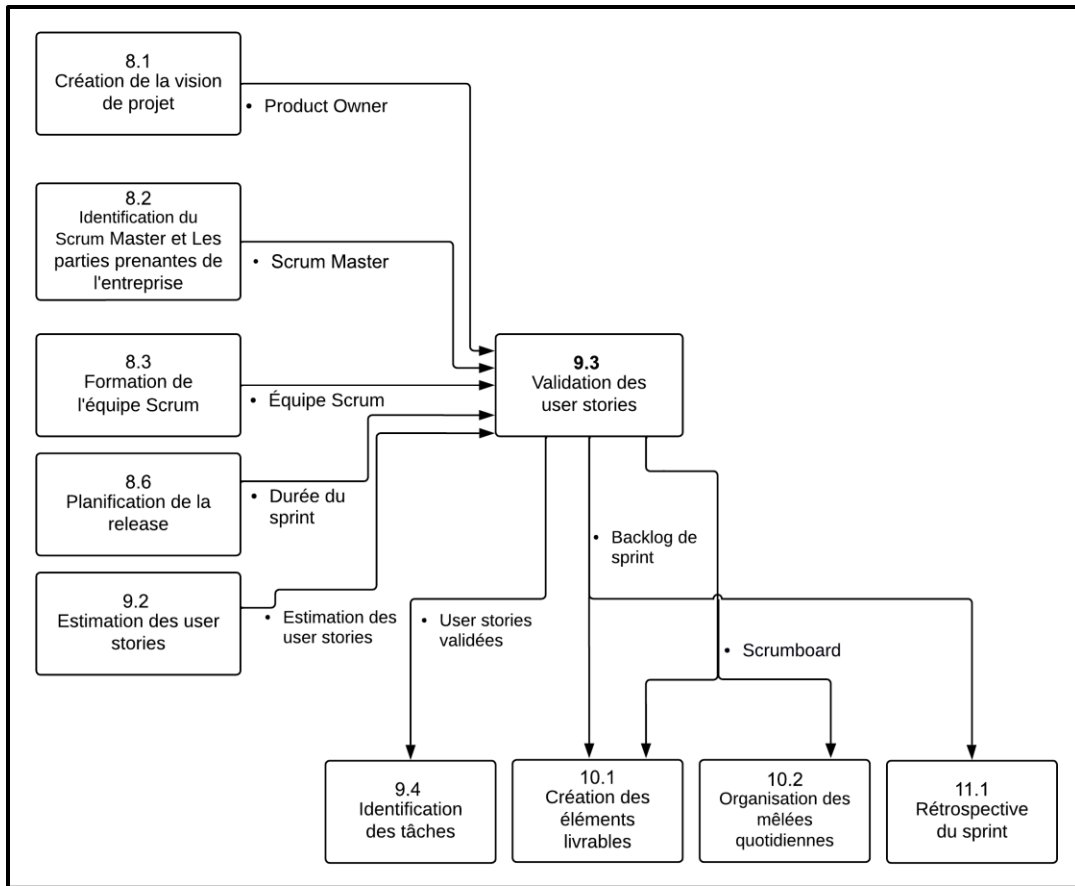 8.1
Création de la vision
de projet
• Product Owner
8.2
Identification du
Scrum Master et Les
parties prenantes de
l'entreprise
• Scrum Master
8.3
Formation de
l'équipe Scrum
• Équipe Scrum
9.3
Validation des
user stories
8.6
Planification de la
release
• Durée du
sprint
9.2
Estimation des user
stories
• Estimation des
user stories
• User stories
validées
• Backlog de
sprint
• Scrumboard
9.4
Identification
des tâches
10.1
Création des
éléments
livrables
10.2
Organisation des
mêlées
quotidiennes
11.1
Rétrospective
du sprint